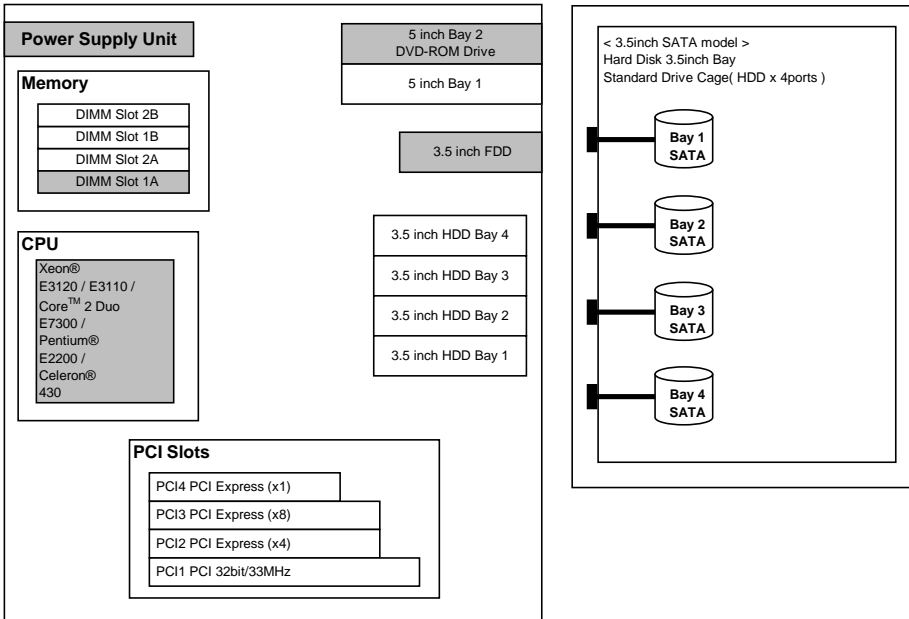 Power Supply Unit
5 inch Bay 2
DVD-ROM Drive
5 inch Bay 1
3.5 inch FDD
Memory
DIMM Slot 2B
DIMM Slot 1B
DIMM Slot 2A
DIMM Slot 1A
CPU
Xeon®
E3120 / E3110 /
Core™ 2 Duo
E7300 /
Pentium®
E2200 /
Celeron®
430
3.5 inch HDD Bay 4
3.5 inch HDD Bay 3
3.5 inch HDD Bay 2
3.5 inch HDD Bay 1
PCI Slots
PCI4 PCI Express (x1)
PCI3 PCI Express (x8)
PCI2 PCI Express (x4)
PCI1 PCI 32bit/33MHz
< 3.5inch SATA model >
Hard Disk 3.5inch Bay
Standard Drive Cage( HDD x 4ports )
Bay 1
SATA
Bay 2
SATA
Bay 3
SATA
Bay 4
SATA